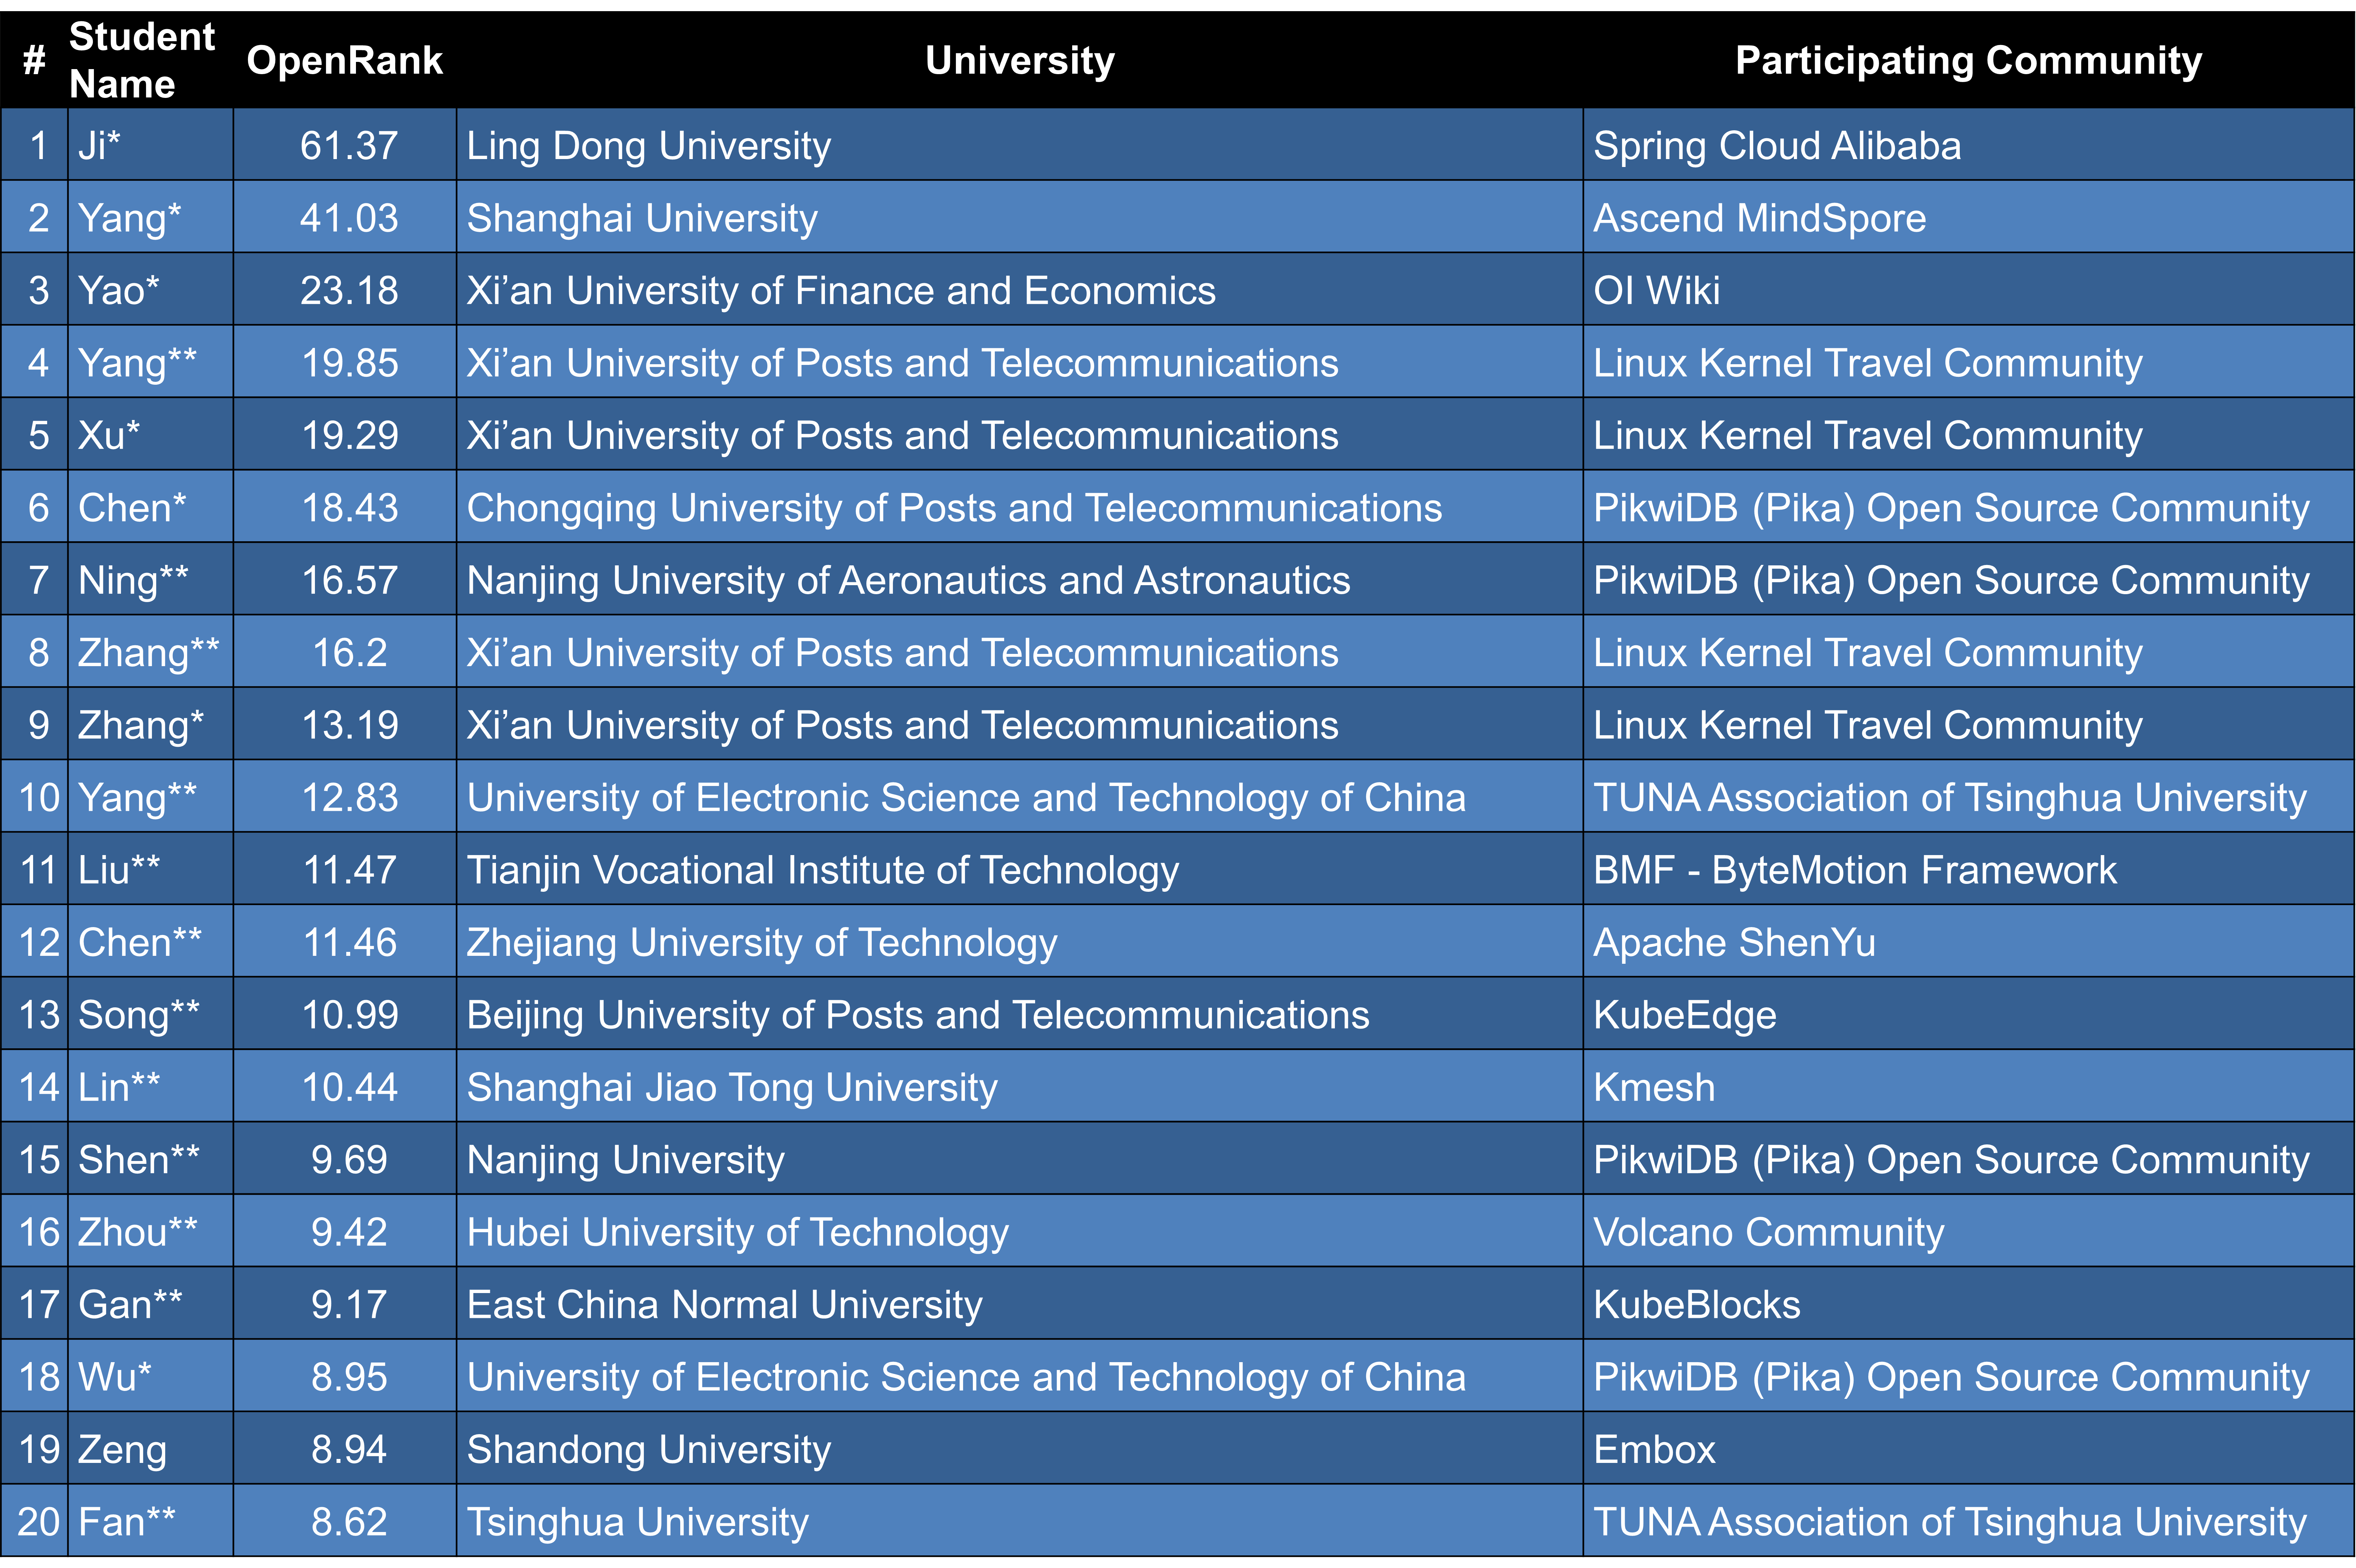 # Student Name OpenRank University Participating Community
1 Ji* 61.37 Ling Dong University Spring Cloud Alibaba
2 Yang* 41.03 Shanghai University Ascend MindSpore
3 Yao* 23.18 Xi’an University of Finance and Economics OI Wiki
4 Yang** 19.85 Xi’an University of Posts and Telecommunications Linux Kernel Travel Community
5 Xu* 19.29 Xi’an University of Posts and Telecommunications Linux Kernel Travel Community
6 Chen* 18.43 Chongqing University of Posts and Telecommunications PikwiDB (Pika) Open Source Community
7 Ning** 16.57 Nanjing University of Aeronautics and Astronautics PikwiDB (Pika) Open Source Community
8 Zhang** 16.2 Xi’an University of Posts and Telecommunications Linux Kernel Travel Community
9 Zhang* 13.19 Xi’an University of Posts and Telecommunications Linux Kernel Travel Community
10 Yang** 12.83 University of Electronic Science and Technology of China TUNA Association of Tsinghua University
11 Liu** 11.47 Tianjin Vocational Institute of Technology BMF - ByteMotion Framework
12 Chen** 11.46 Zhejiang University of Technology Apache ShenYu
13 Song** 10.99 Beijing University of Posts and Telecommunications KubeEdge
14 Lin** 10.44 Shanghai Jiao Tong University Kmesh
15 Shen** 9.69 Nanjing University PikwiDB (Pika) Open Source Community
16 Zhou** 9.42 Hubei University of Technology Volcano Community
17 Gan** 9.17 East China Normal University KubeBlocks
18 Wu* 8.95 University of Electronic Science and Technology of China PikwiDB (Pika) Open Source Community
19 Zeng 8.94 Shandong University Embox
20 Fan** 8.62 Tsinghua University TUNA Association of Tsinghua University